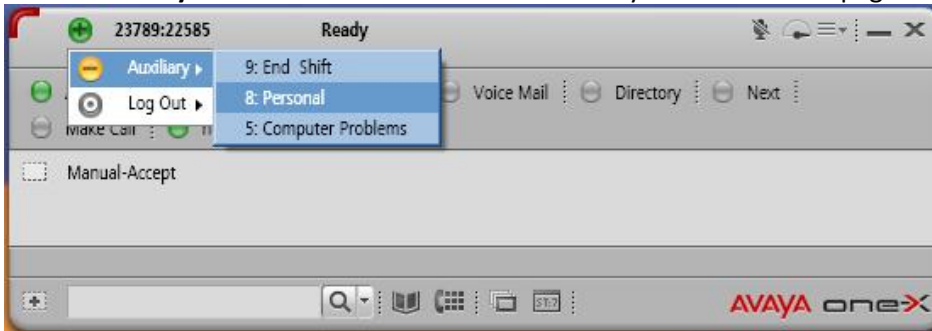 23789:22585 Ready
Auxiliary 9: End Shift
Log Out 8: Personal Voice Mail Directory Next
Make Call 5: Computer Problems
Manual-Accept
AVAYA one-X